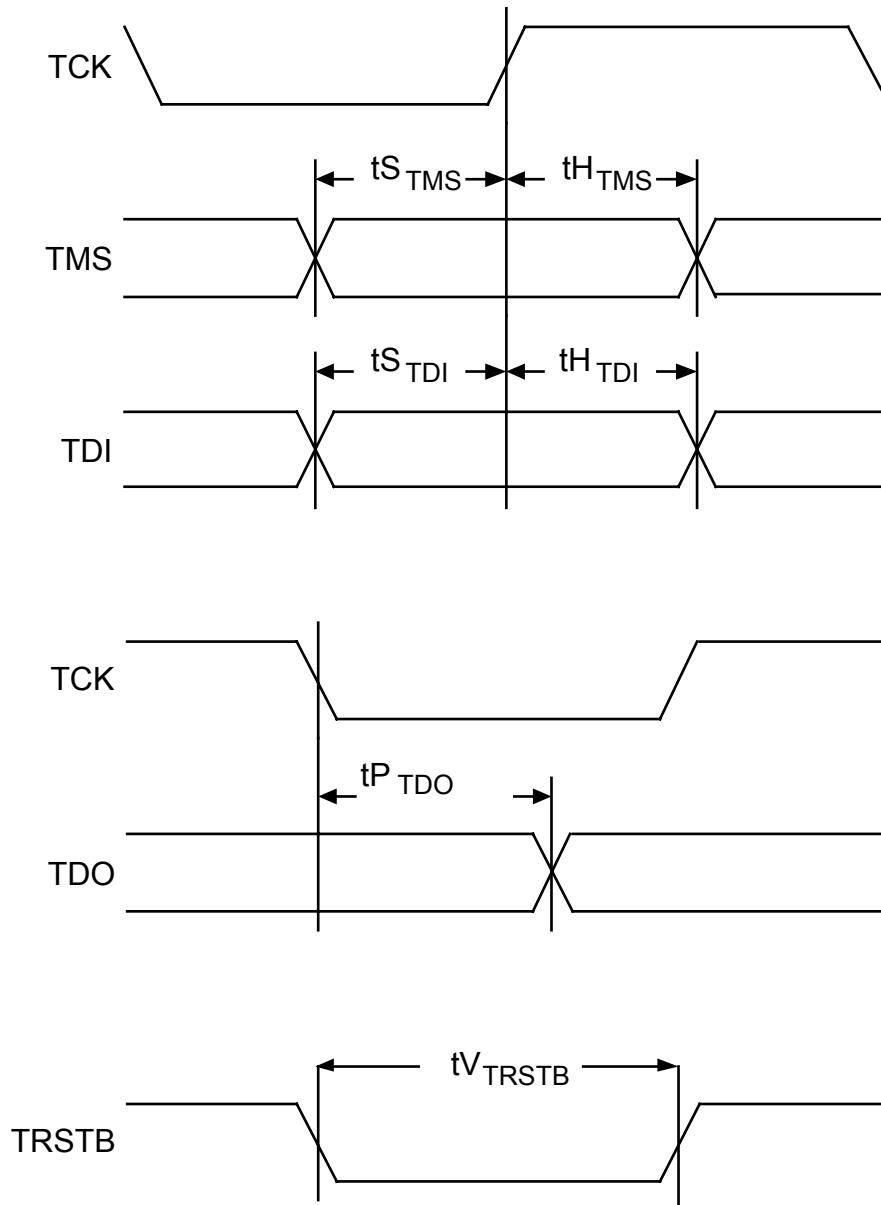 TCK
tS TMS tH TMS
TMS
tS TDI tH TDI
TDI
TCK
tP TDO
TDO
tV TRSTB
TRSTB